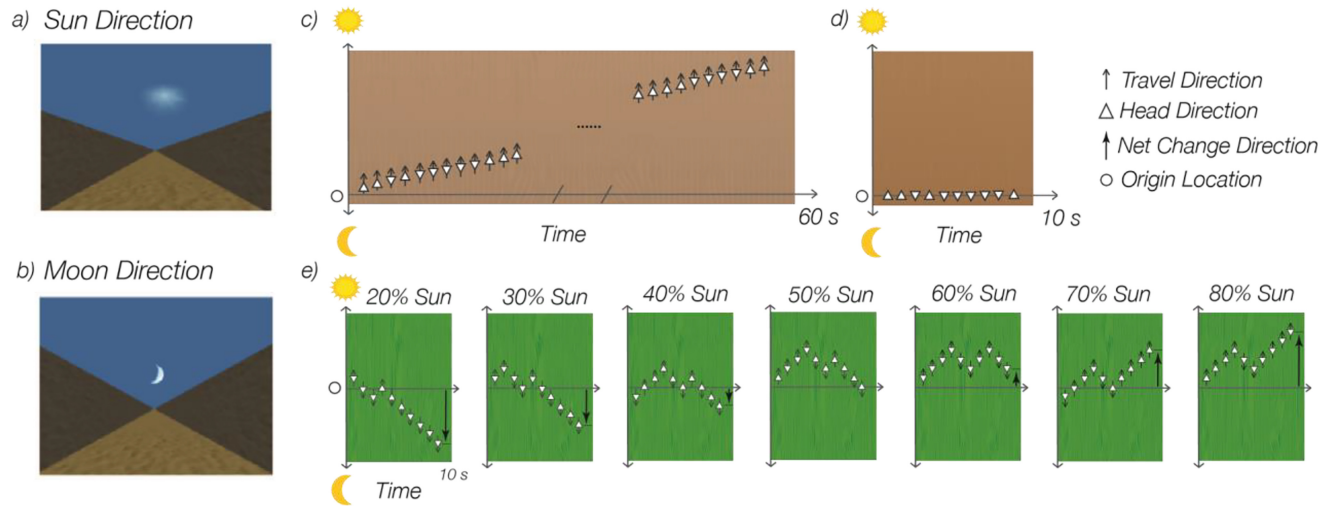 a) Sun Direction
c)
d)
Travel Direction
Head Direction
Net Change Direction
Origin Location
......
60 s
Time
10 s
Time
b) Moon Direction
e)
20% Sun
30% Sun
40% Sun
50% Sun
60% Sun
70% Sun
80% Sun
10 s
Time